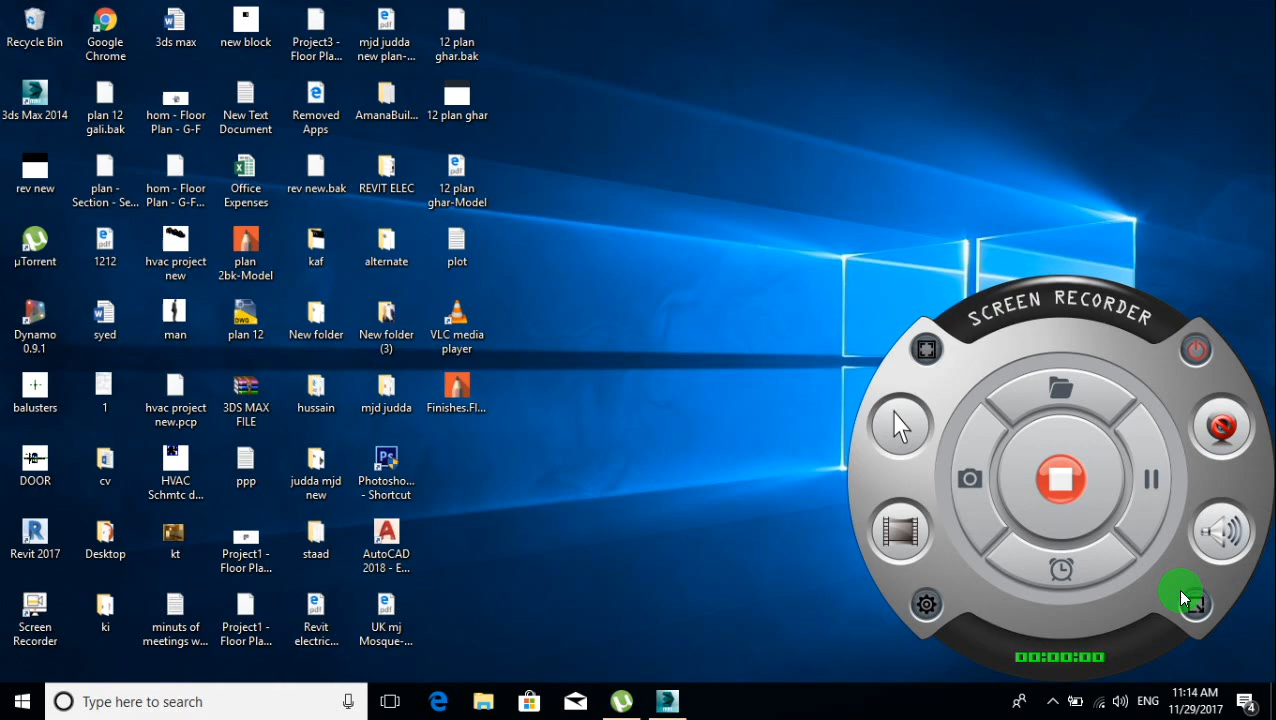 Recycle Bin
Google
Chrome
3ds max
new block
Project3 -
Floor Pla...
mjd judda
new plan-...
12 plan
ghar.bak
3ds Max 2014
plan 12
gali.bak
hom - Floor
Plan - G-F
New Text
Document
Removed
Apps
AmanaBuil...
12 plan ghar
rev new
plan -
Section - Se...
hom - Floor
Plan - G-F...
Office
Expenses
rev new.bak
REVIT ELEC
12 plan
ghar-Model
µTorrent
1212
hvac project
new
plan
2bk-Model
kaf
alternate
plot
Dynamo
0.9.1
syed
man
plan 12
New folder
New folder
(3)
VLC media
player
balusters
1
hvac project
new.pcp
3DS MAX
FILE
hussain
mjd judda
Finishes.Fl...
DOOR
cv
HVAC
Schmtc d...
ppp
judda mjd
new
Photosho...
- Shortcut
Revit 2017
Desktop
kt
Project1 -
Floor Pla...
staad
AutoCAD
2018 - E...
Screen
Recorder
ki
minuts of
meetings w...
Project1 -
Floor Pla...
Revit
electric...
UK mj
Mosque-...
SCREEN RECORDER
00:00:00
Type here to search
ENG
11:14 AM
11/29/2017
4